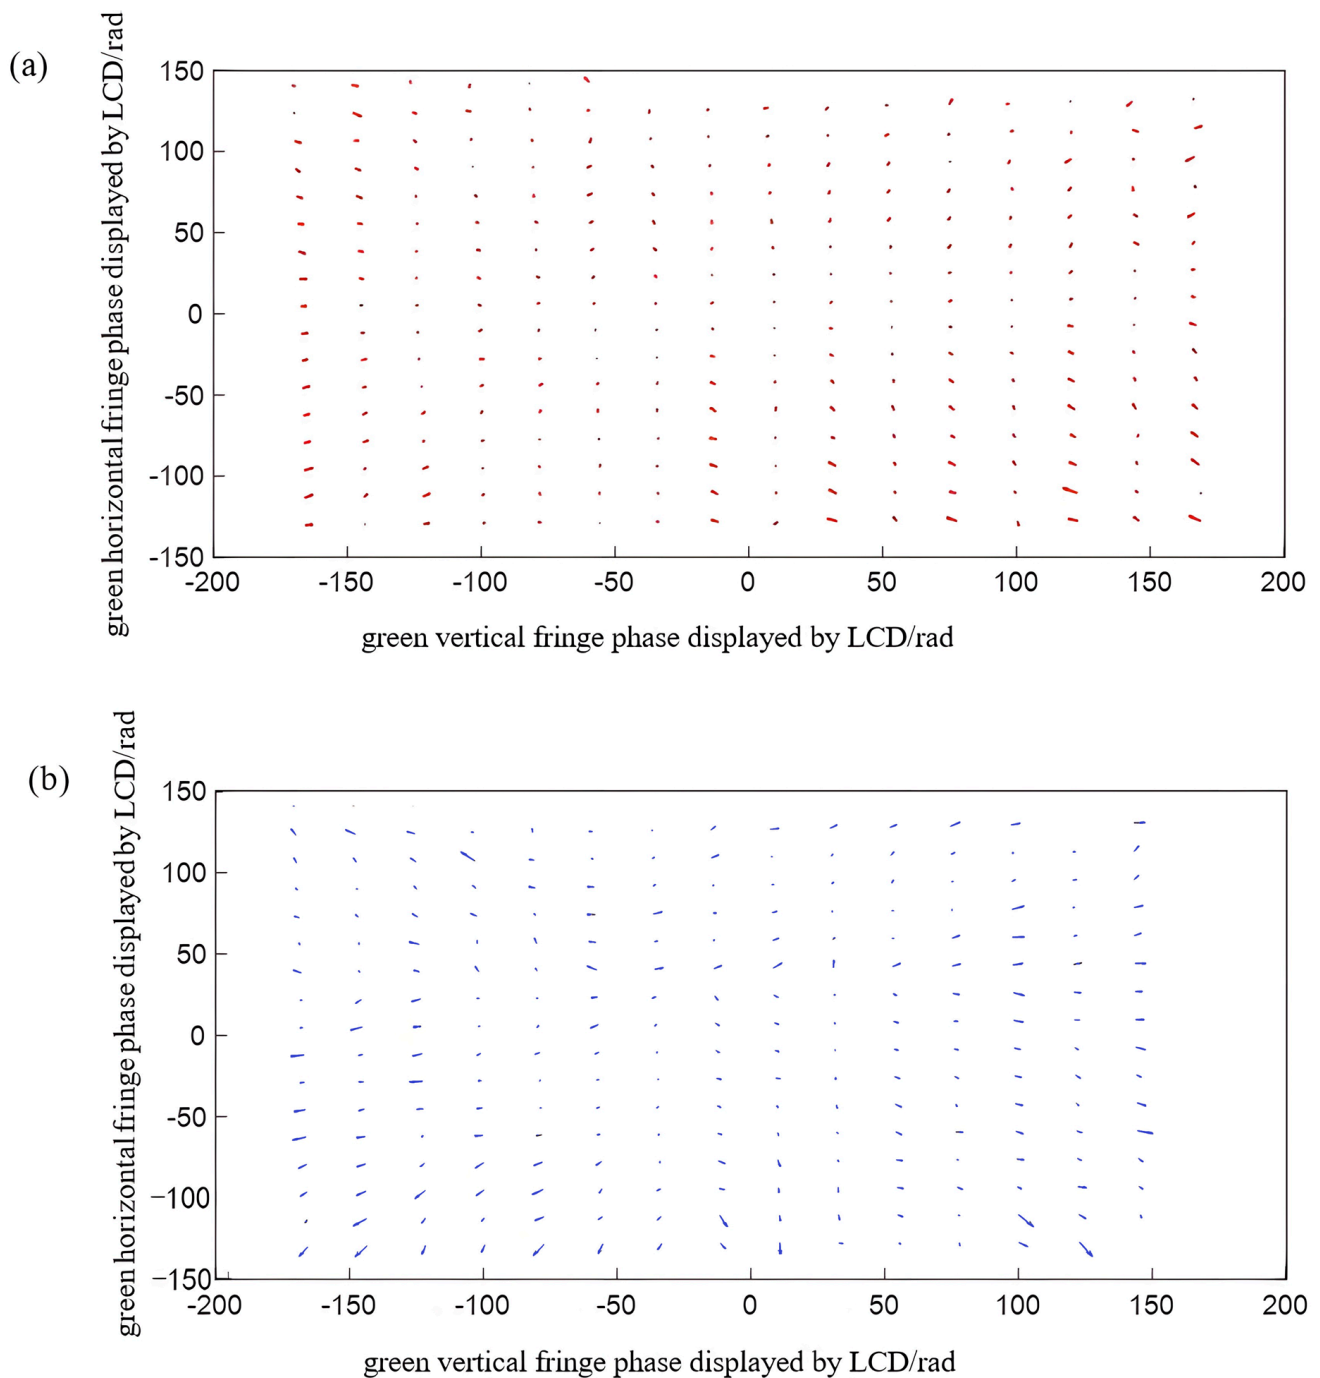 (a)
green horizontal fringe phase displayed by LCD/rad
150
100
50
0
-50
-100
-150
-200 -150 -100 -50 0 50 100 150 200
green vertical fringe phase displayed by LCD/rad
(b)
green horizontal fringe phase displayed by LCD/rad
150
100
50
0
-50
−100
−150
-200 -150 -100 -50 0 50 100 150 200
green vertical fringe phase displayed by LCD/rad